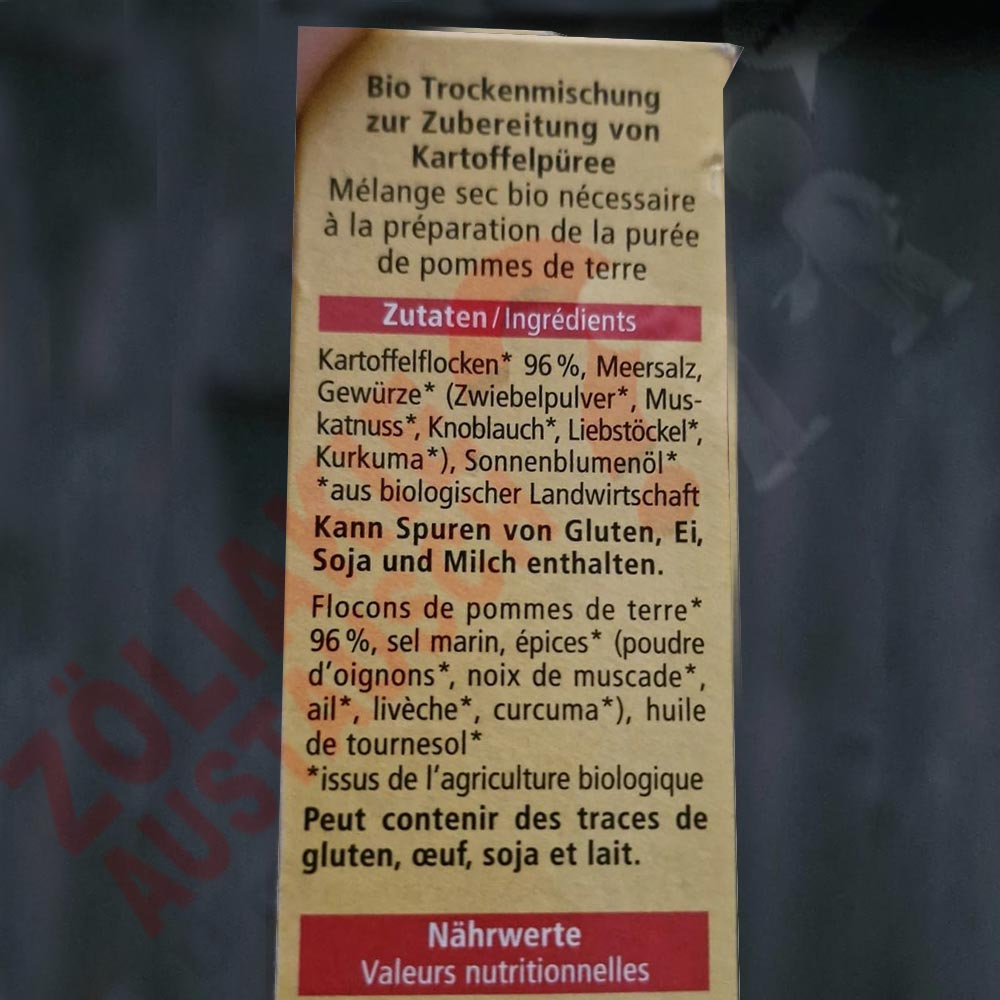 Bio Trockenmischung
zur Zubereitung von
Kartoffelpüree
Mélange sec bio nécessaire
à la préparation de la purée
de pommes de terre
Zutaten/Ingrédients
Kartoffelflocken* 96%, Meersalz,
Gewürze* (Zwiebelpulver*, Mus-
katnuss*, Knoblauch*, Liebstöckel*,
Kurkuma*), Sonnenblumenöl*
*aus biologischer Landwirtschaft
Kann Spuren von Gluten, Ei,
Soja und Milch enthalten.
Flocons de pommes de terre*
96%, sel marin, épices* (poudre
d'oignons*, noix de muscade*,
ail*, livèche*, curcuma*), huile
de tournesol*
*issus de l'agriculture biologique
Peut contenir des traces de
gluten, œuf, soja et lait.
Nährwerte
Valeurs nutritionnelles